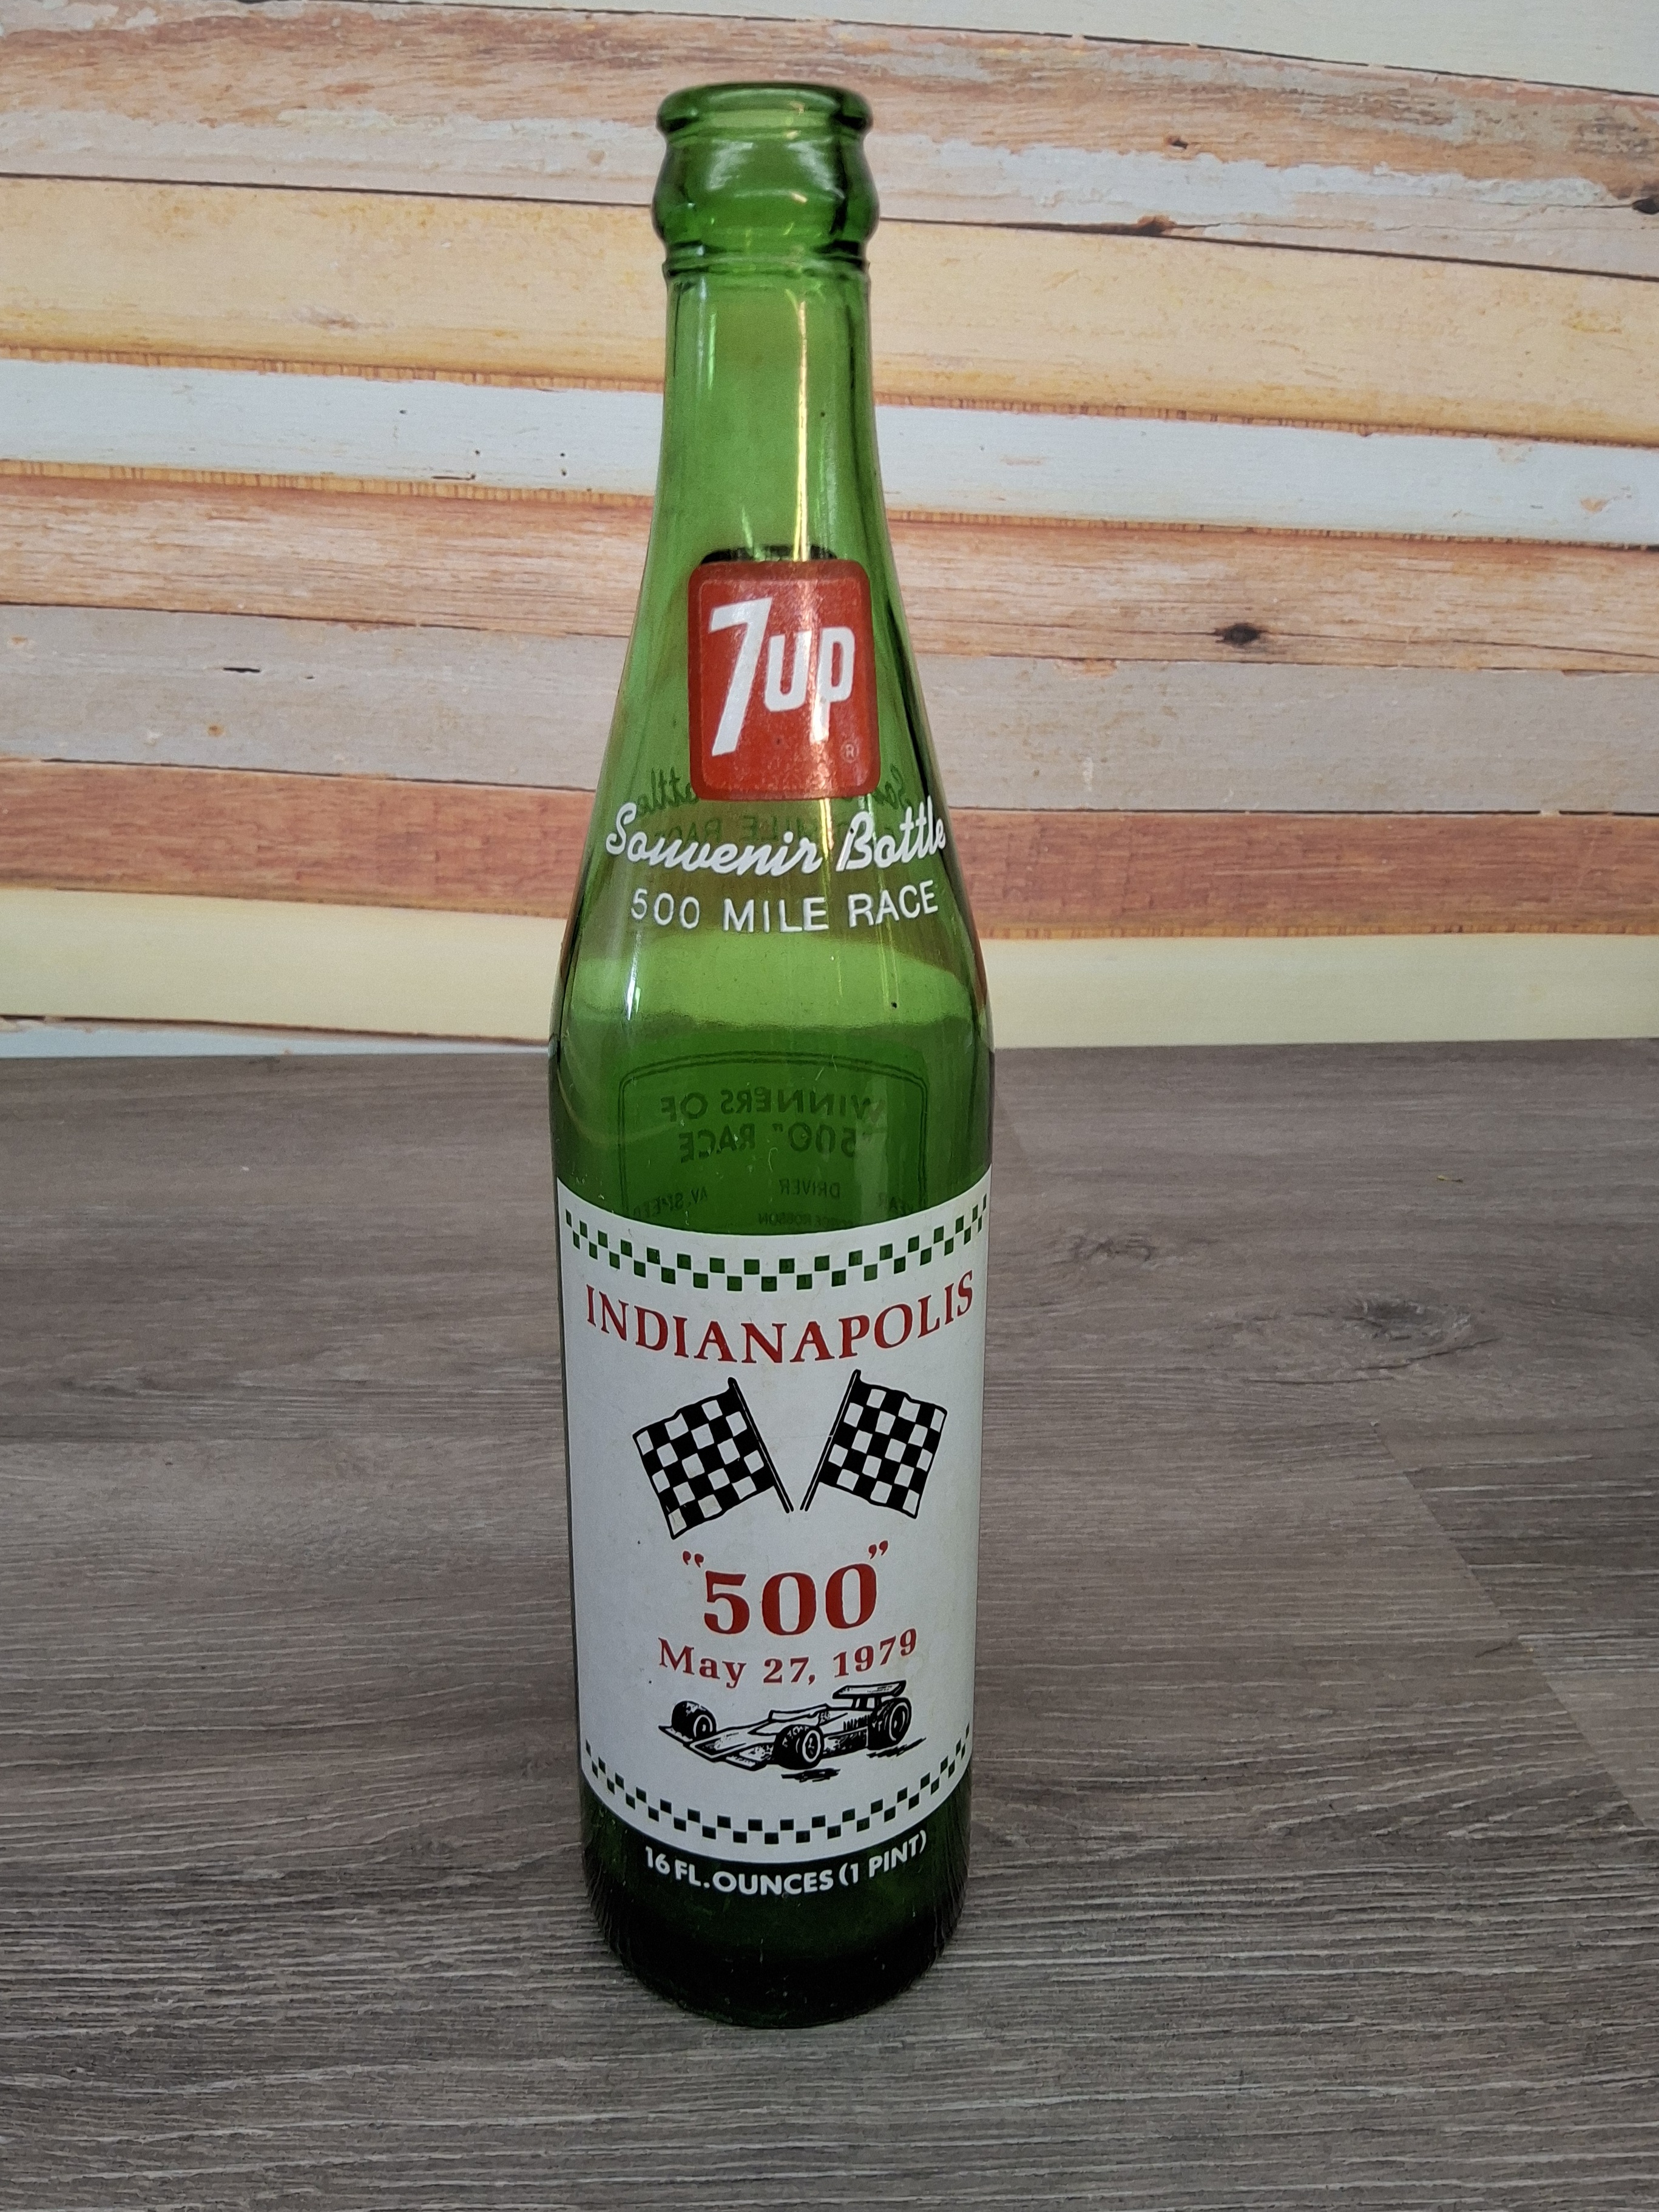 7up
®
Souvenir Bottle
500 MILE RACE
WINNERS OF
"500" RACE
DRIVER
INDIANAPOLIS
"500"
May 27, 1979
16 FL. OUNCES (1 PINT)